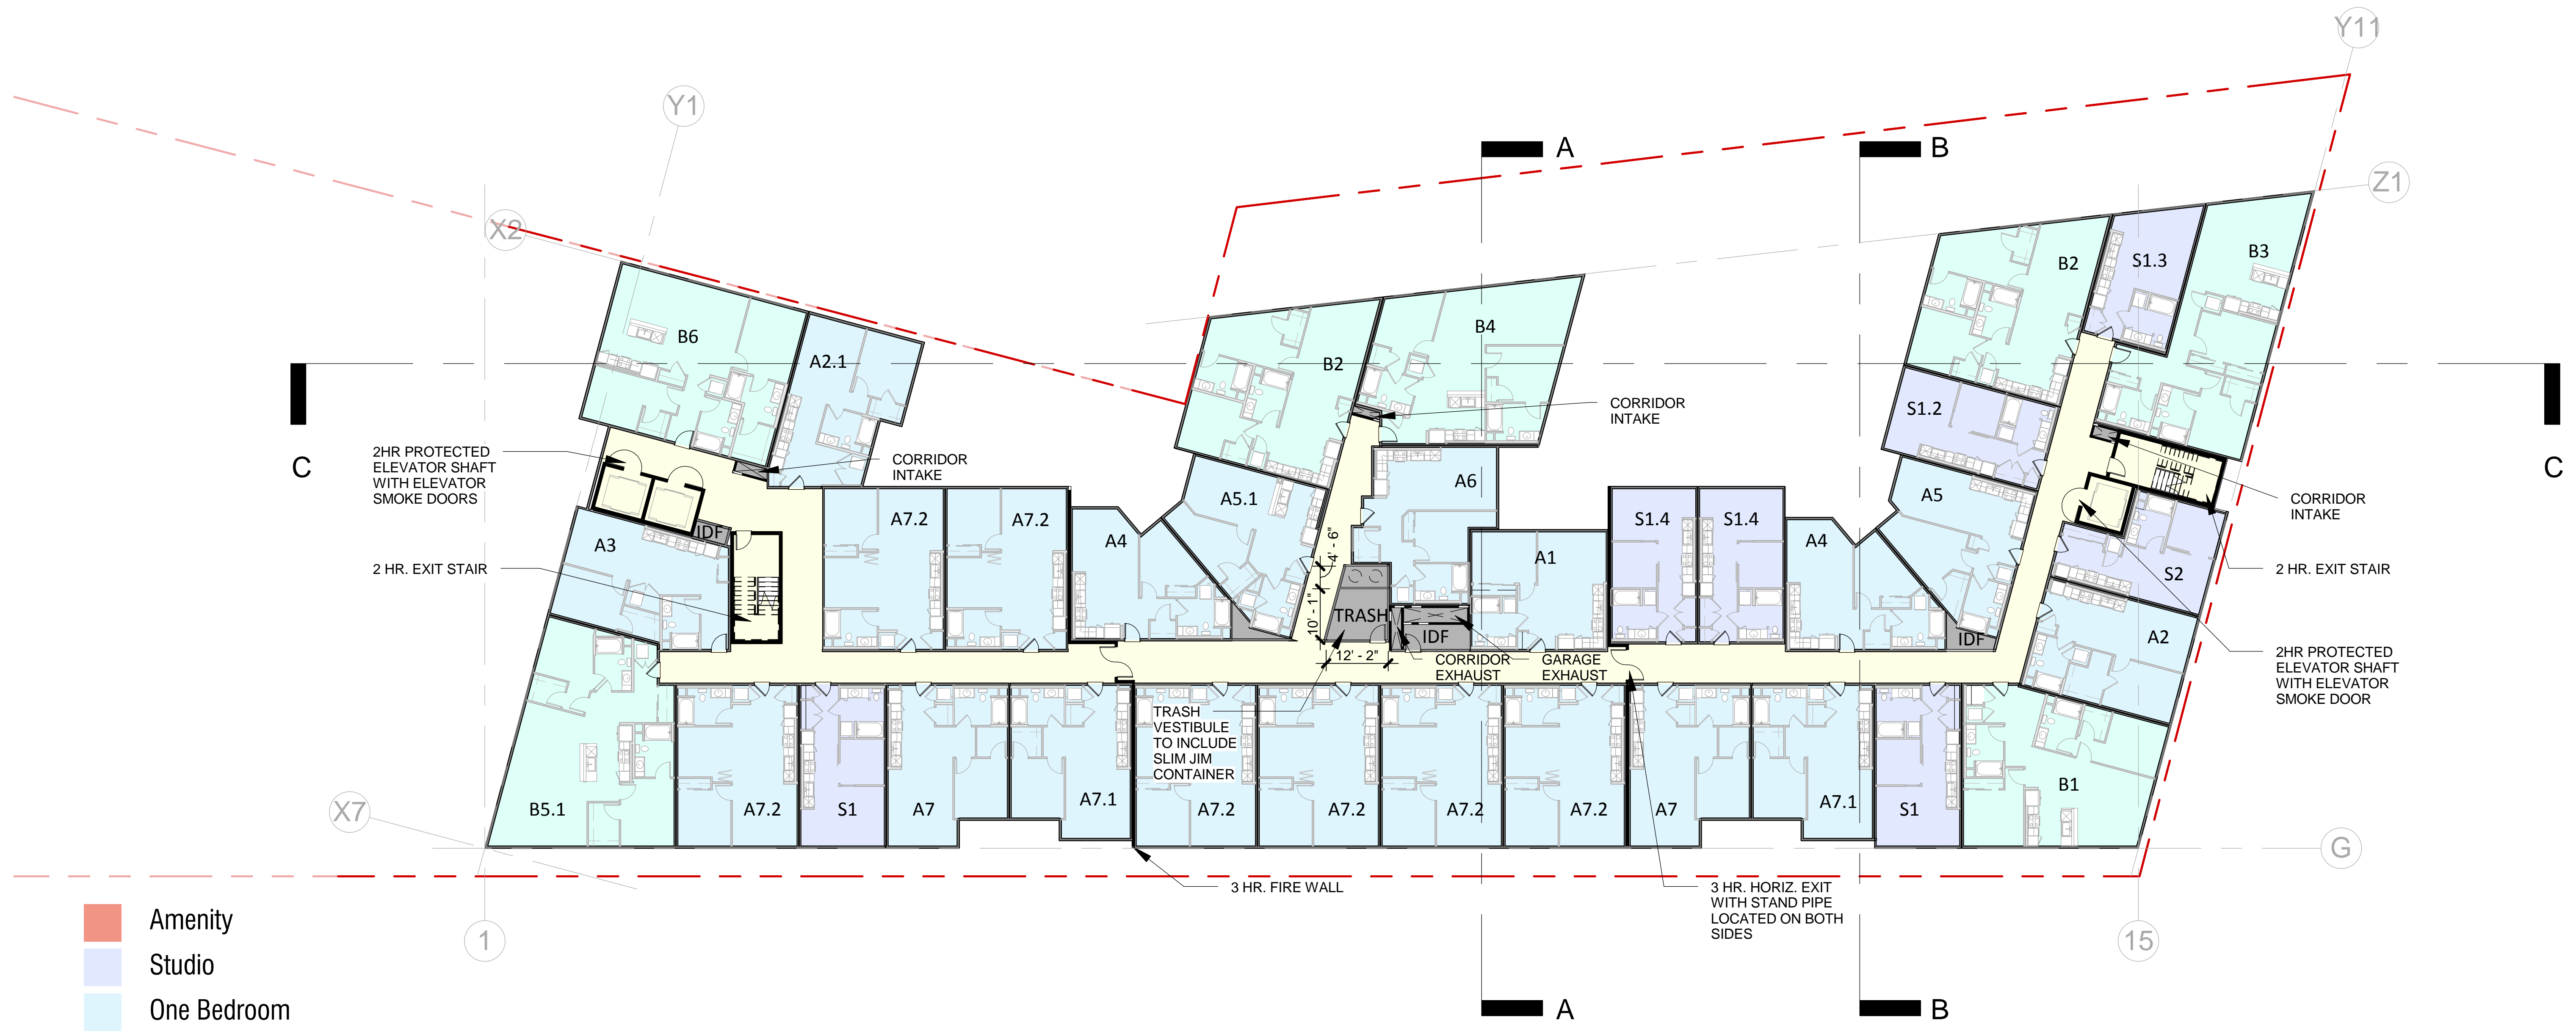 Y11
Y1
A
B
Z1
X2
B2
S1.3
B3
B6
A2.1
B2
B4
S1.2
CORRIDOR
INTAKE
2HR PROTECTED
ELEVATOR SHAFT
WITH ELEVATOR
SMOKE DOORS
CORRIDOR
INTAKE
C
C
A6
A5.1
A5
CORRIDOR
INTAKE
A7.2
A7.2
S1.4
S1.4
IDF
A3
A4
A1
A4
4' - 6"
2 HR. EXIT STAIR
2 HR. EXIT STAIR
S2
TRASH
10' - 1"
IDF
IDF
A2
12' - 2"
CORRIDOR
EXHAUST
GARAGE
EXHAUST
2HR PROTECTED
ELEVATOR SHAFT
WITH ELEVATOR
SMOKE DOOR
TRASH
VESTIBULE
TO INCLUDE
SLIM JIM
CONTAINER
B5.1
A7.2
S1
A7
A7.1
A7.2
A7.2
A7.2
A7.2
A7
A7.1
S1
B1
X7
G
3 HR. FIRE WALL
3 HR. HORIZ. EXIT
WITH STAND PIPE
LOCATED ON BOTH
SIDES
1
15
Amenity
Studio
One Bedroom
A
B